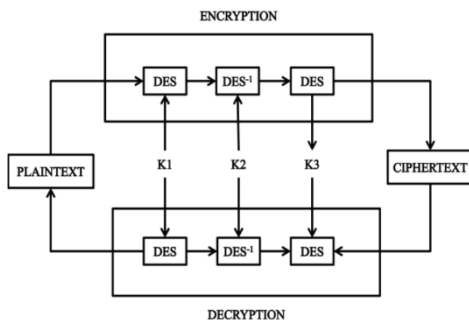 ENCRYPTION
DES DES-1 DES
PLAINTEXT K1 K2 K3 CIPHERTEXT
DES DES-1 DES
DECRYPTION